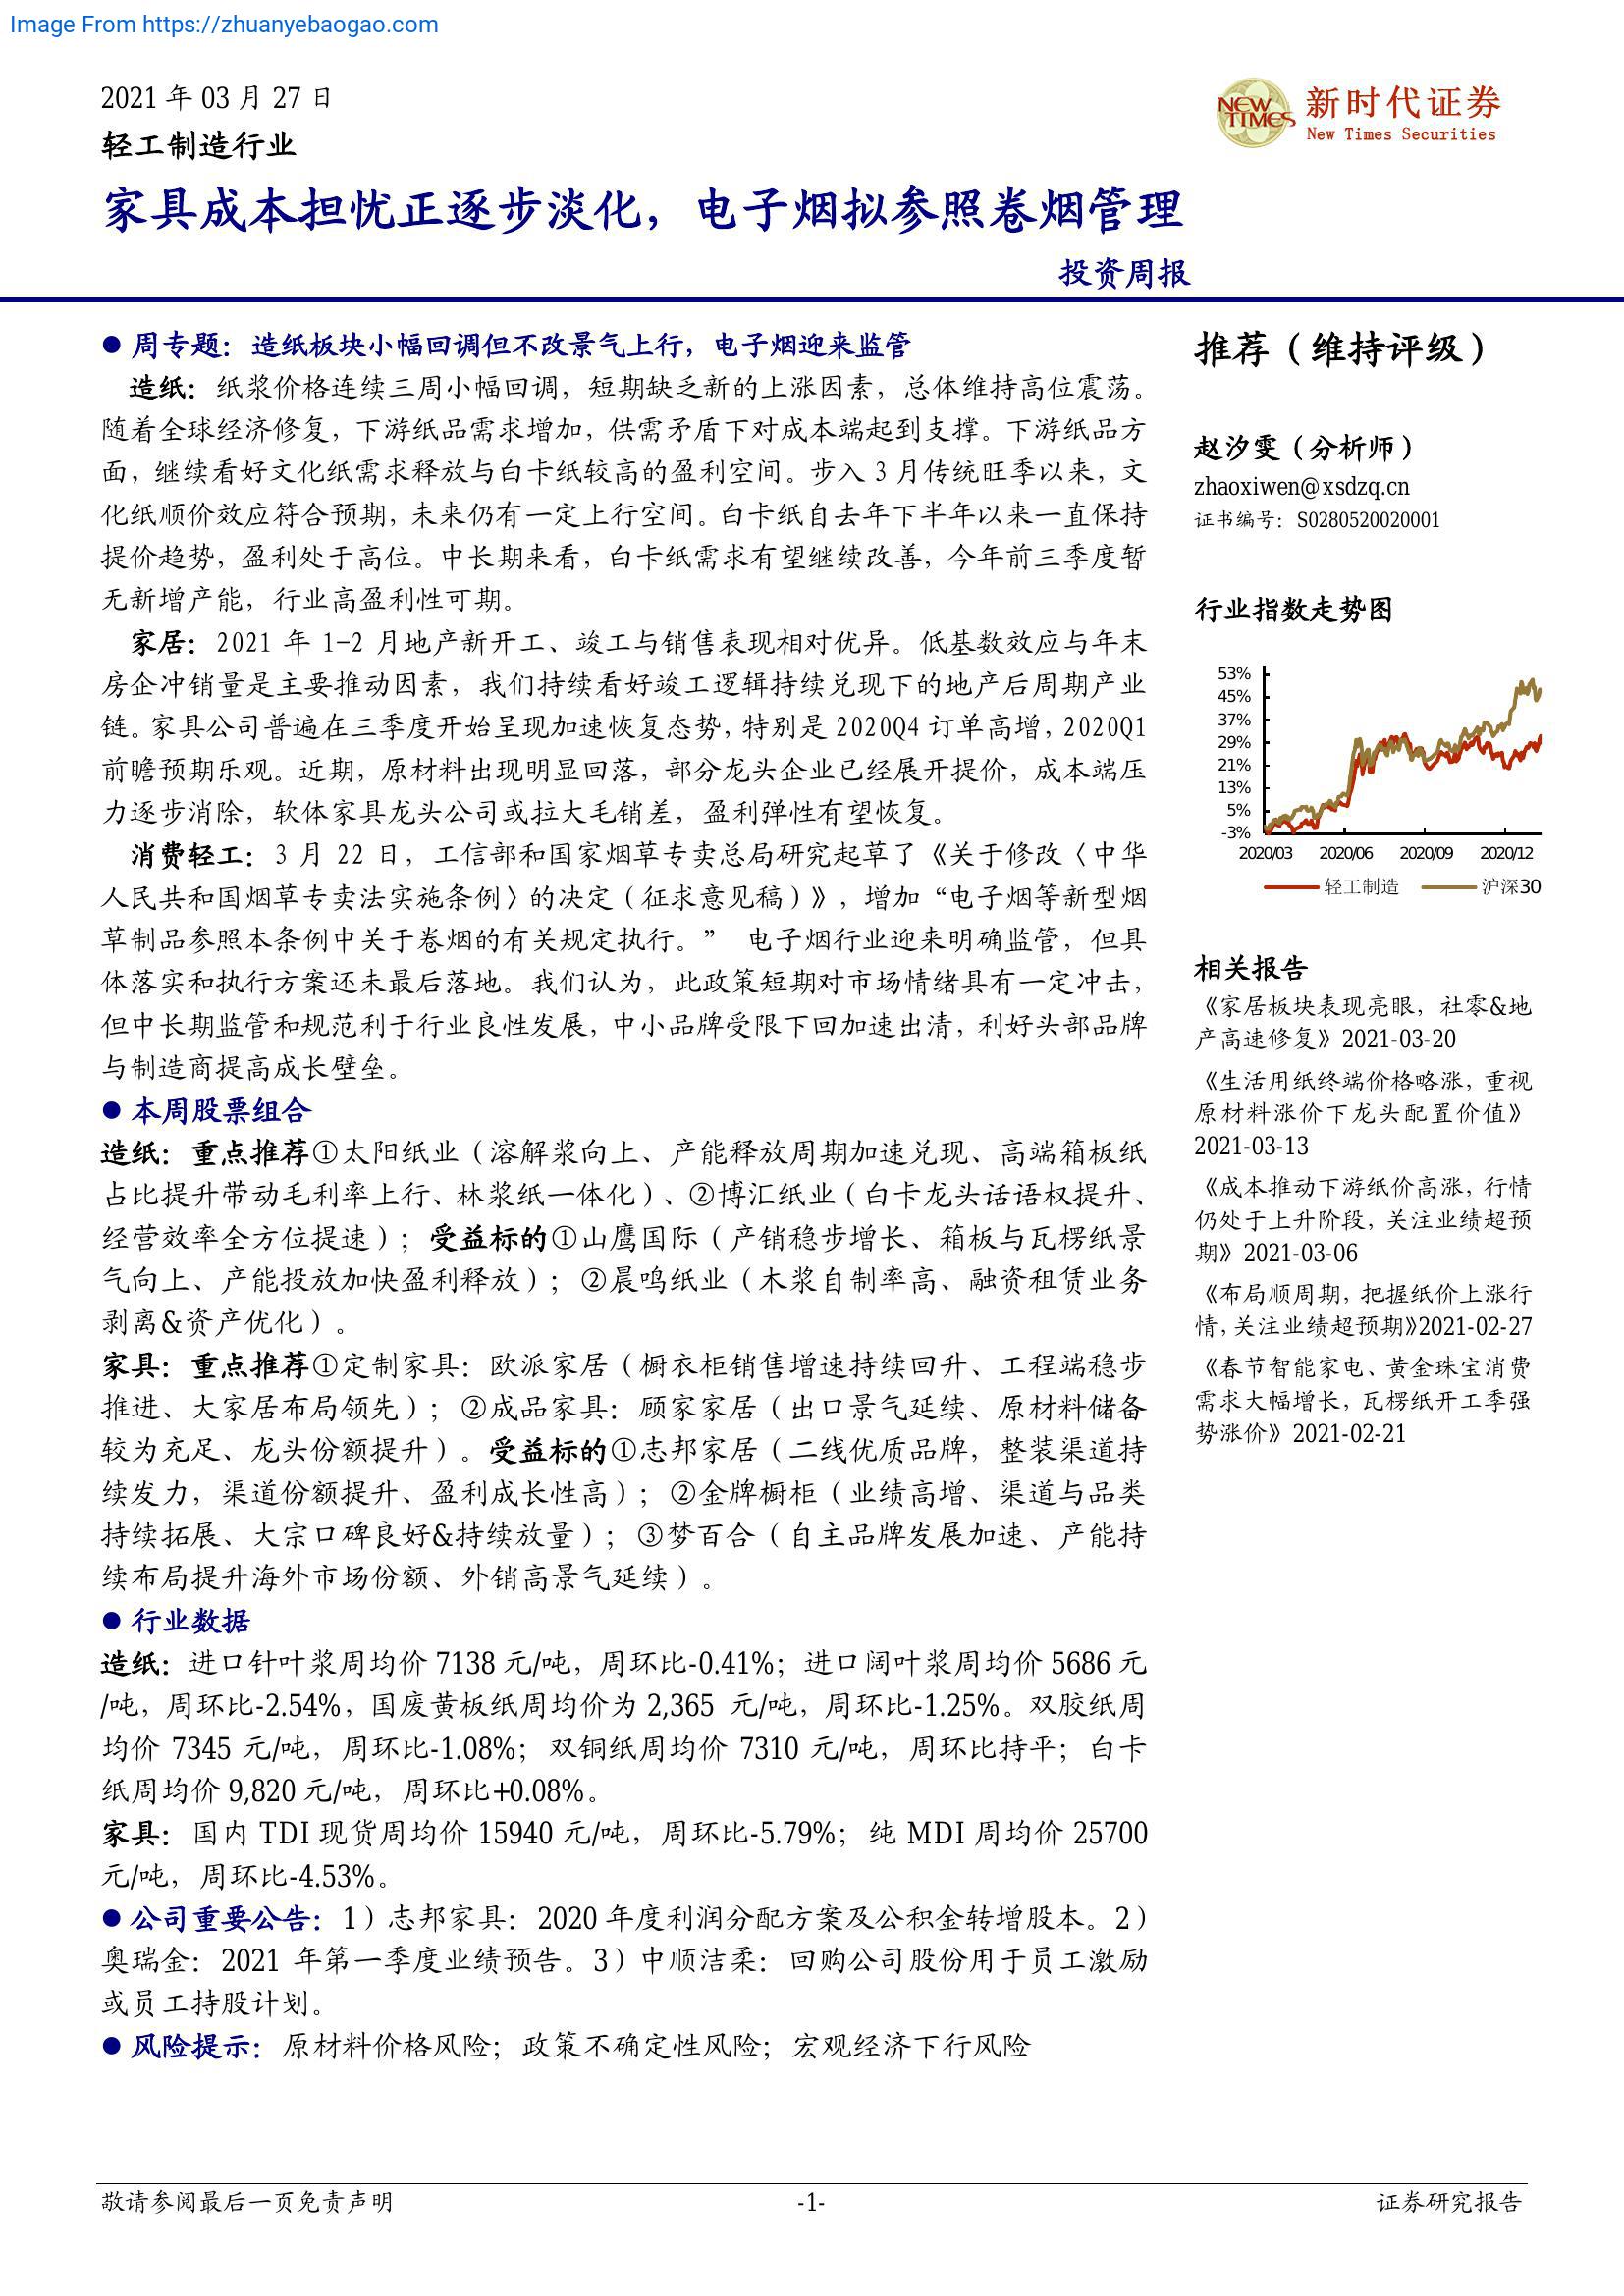 Image From https://zhuanyebaogao.com
2021 年 03 月 27 日
NEW TIMES 新时代证券
New Times Securities
轻工制造行业
家具成本担忧正逐步淡化，电子烟拟参照卷烟管理
投资周报
● 周专题：造纸板块小幅回调但不改景气上行，电子烟迎来监管
造纸：纸浆价格连续三周小幅回调，短期缺乏新的上涨因素，总体维持高位震荡。
随着全球经济修复，下游纸品需求增加，供需矛盾下对成本端起到支撑。下游纸品方
面，继续看好文化纸需求释放与白卡纸较高的盈利空间。步入 3 月传统旺季以来，文
化纸顺价效应符合预期，未来仍有一定上行空间。白卡纸自去年下半年以来一直保持
提价趋势，盈利处于高位。中长期来看，白卡纸需求有望继续改善，今年前三季度暂
无新增产能，行业高盈利性可期。
家居：2021 年 1-2 月地产新开工、竣工与销售表现相对优异。低基数效应与年末
房企冲销量是主要推动因素，我们持续看好竣工逻辑持续兑现下的地产后周期产业
链。家具公司普遍在三季度开始呈现加速恢复态势，特别是 2020Q4 订单高增，2020Q1
前瞻预期乐观。近期，原材料出现明显回落，部分龙头企业已经展开提价，成本端压
力逐步消除，软体家具龙头公司或拉大毛销差，盈利弹性有望恢复。
消费轻工：3 月 22 日，工信部和国家烟草专卖总局研究起草了《关于修改〈中华
人民共和国烟草专卖法实施条例〉的决定（征求意见稿）》，增加“电子烟等新型烟
草制品参照本条例中关于卷烟的有关规定执行。” 电子烟行业迎来明确监管，但具
体落实和执行方案还未最后落地。我们认为，此政策短期对市场情绪具有一定冲击，
但中长期监管和规范利于行业良性发展，中小品牌受限下回加速出清，利好头部品牌
与制造商提高成长壁垒。
● 本周股票组合
造纸：重点推荐①太阳纸业（溶解浆向上、产能释放周期加速兑现、高端箱板纸
占比提升带动毛利率上行、林浆纸一体化）、②博汇纸业（白卡龙头话语权提升、
经营效率全方位提速）；受益标的①山鹰国际（产销稳步增长、箱板与瓦楞纸景
气向上、产能投放加快盈利释放）；②晨鸣纸业（木浆自制率高、融资租赁业务
剥离&资产优化）。
家具：重点推荐①定制家具：欧派家居（橱衣柜销售增速持续回升、工程端稳步
推进、大家居布局领先）；②成品家具：顾家家居（出口景气延续、原材料储备
较为充足、龙头份额提升）。受益标的①志邦家居（二线优质品牌，整装渠道持
续发力，渠道份额提升、盈利成长性高）；②金牌橱柜（业绩高增、渠道与品类
持续拓展、大宗口碑良好&持续放量）；③梦百合（自主品牌发展加速、产能持
续布局提升海外市场份额、外销高景气延续）。
● 行业数据
造纸：进口针叶浆周均价 7138 元/吨，周环比-0.41%；进口阔叶浆周均价 5686 元
/吨，周环比-2.54%，国废黄板纸周均价为 2,365 元/吨，周环比-1.25%。双胶纸周
均价 7345 元/吨，周环比-1.08%；双铜纸周均价 7310 元/吨，周环比持平；白卡
纸周均价 9,820 元/吨，周环比+0.08%。
家具：国内 TDI 现货周均价 15940 元/吨，周环比-5.79%；纯 MDI 周均价 25700
元/吨，周环比-4.53%。
● 公司重要公告：1）志邦家具：2020 年度利润分配方案及公积金转增股本。2）
奥瑞金：2021 年第一季度业绩预告。3）中顺洁柔：回购公司股份用于员工激励
或员工持股计划。
● 风险提示：原材料价格风险；政策不确定性风险；宏观经济下行风险
推荐（维持评级）
赵汐雯（分析师）
zhaoxiwen@xsdzq.cn
证书编号：S0280520020001
行业指数走势图
53%
45%
37%
29%
21%
13%
5%
-3%
2020/03 2020/06 2020/09 2020/12
轻工制造 沪深30
相关报告
《家居板块表现亮眼，社零&地
产高速修复》2021-03-20
《生活用纸终端价格略涨，重视
原材料涨价下龙头配置价值》
2021-03-13
《成本推动下游纸价高涨，行情
仍处于上升阶段，关注业绩超预
期》2021-03-06
《布局顺周期，把握纸价上涨行
情，关注业绩超预期》2021-02-27
《春节智能家电、黄金珠宝消费
需求大幅增长，瓦楞纸开工季强
势涨价》2021-02-21
敬请参阅最后一页免责声明 -1- 证券研究报告